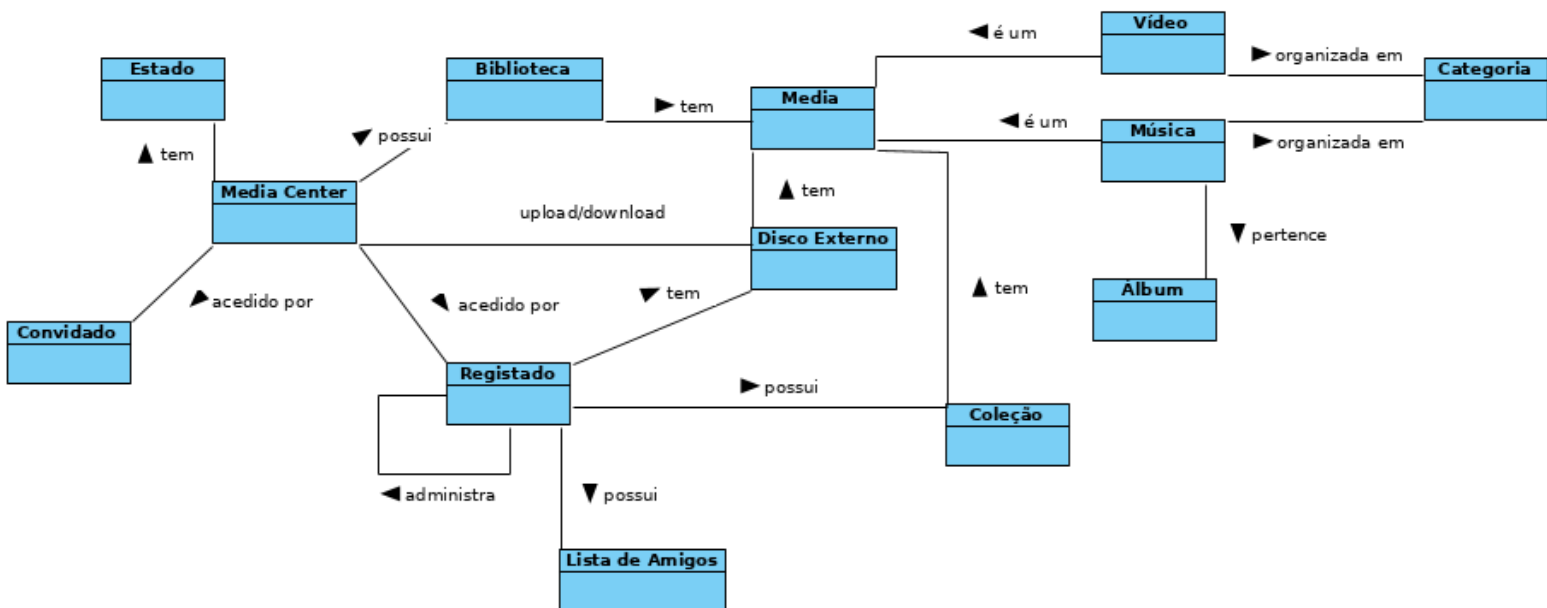 Vídeo
◄ é um
► organizada em
Estado
Biblioteca
Categoria
Media
► tem
◄ é um
Música
► organizada em
▲ tem
possui
Media Center
▲ tem
upload/download
Disco Externo
▼ pertence
Álbum
▲ tem
tem
acedido por
acedido por
Convidado
Registado
► possui
Coleção
◄ administra
▼ possui
Lista de Amigos